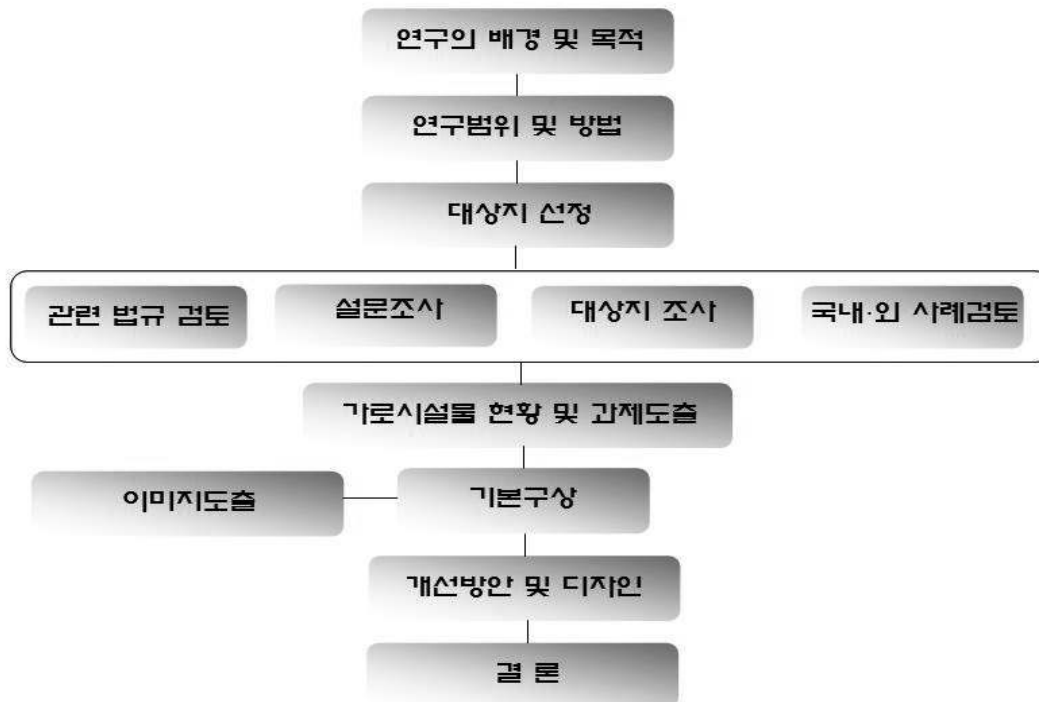 연구의 배경 및 목적
연구범위 및 방법
대상지 선정
관련 법규 검토
설문조사
대상지 조사
국내·외 사례검토
가로시설물 현황 및 과제도출
이미지도출
기본구상
개선방안 및 디자인
결 론